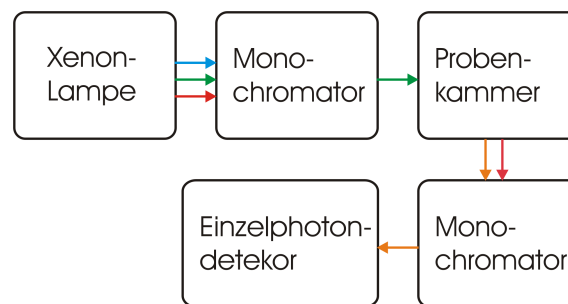 Xenon-
Lampe
Mono-
chromator
Proben-
kammer
Einzelphoton-
detekor
Mono-
chromator